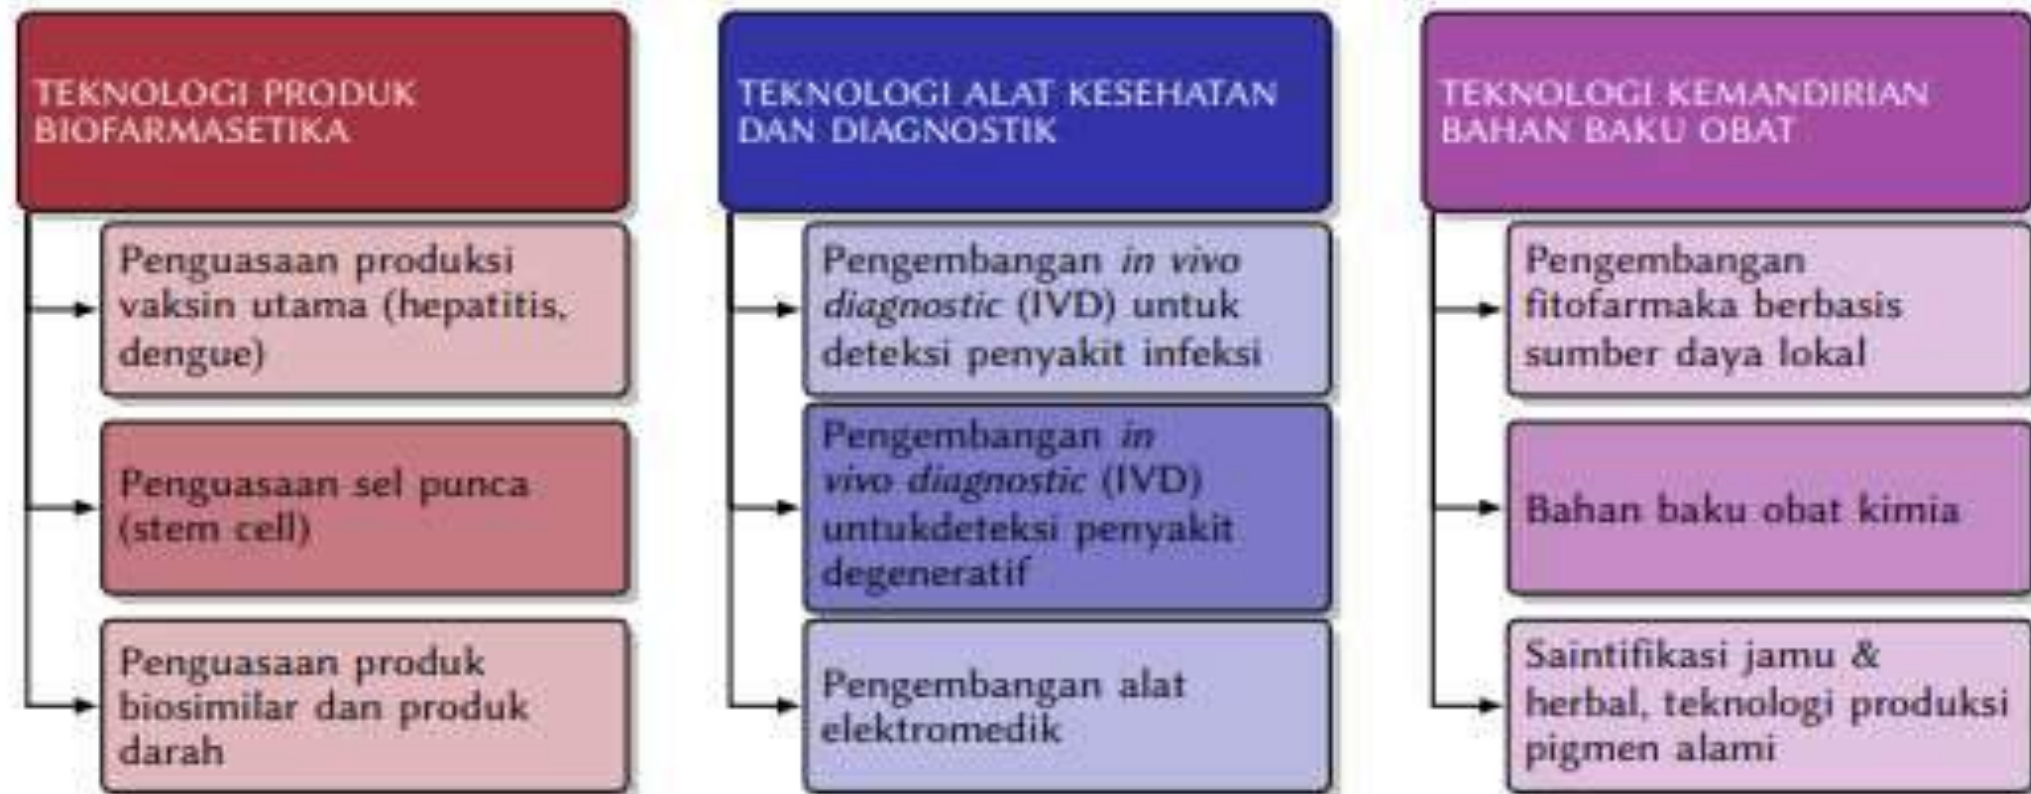 TEKNOLOGI PRODUK
BIOFARMASETIKA
Penguasaan produksi
vaksin utama (hepatitis,
dengue)
Penguasaan sel punca
(stem cell)
Penguasaan produk
biosimilar dan produk
darah
TEKNOLOGI ALAT KESEHATAN
DAN DIAGNOSTIK
Pengembangan in vivo
diagnostic (IVD) untuk
deteksi penyakit infeksi
Pengembangan in
vivo diagnostic (IVD)
untukdeteksi penyakit
degeneratif
Pengembangan alat
elektromedik
TEKNOLOGI KEMANDIRIAN
BAHAN BAKU OBAT
Pengembangan
fitofarmaka berbasis
sumber daya lokal
Bahan baku obat kimia
Saintifikasi jamu &
herbal, teknologi produksi
pigmen alami